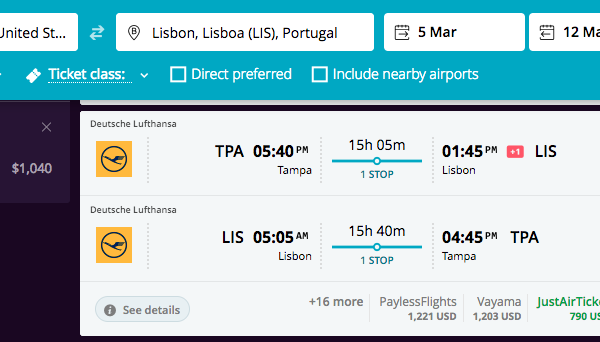 United St...
Lisbon, Lisboa (LIS), Portugal
5 Mar
12 Ma
Ticket class:
Direct preferred
Include nearby airports
$1,040
Deutsche Lufthansa
TPA 05:40 PM
Tampa
15h 05m
1 STOP
01:45 PM +1 LIS
Lisbon
Deutsche Lufthansa
LIS 05:05 AM
Lisbon
15h 40m
1 STOP
04:45 PM TPA
Tampa
See details
+16 more
PaylessFlights
1,221 USD
Vayama
1,203 USD
JustAirTicke
790 US